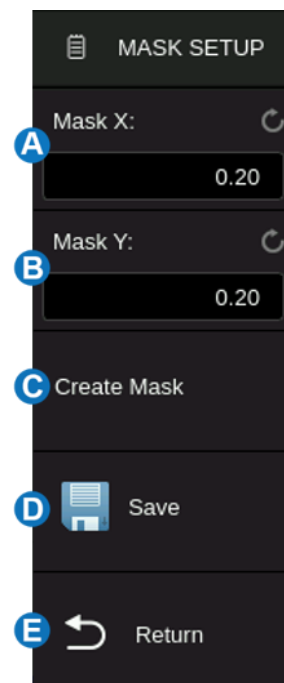 MASK SETUP
Mask X:
A
0.20
Mask Y:
B
0.20
C Create Mask
D Save
E Return